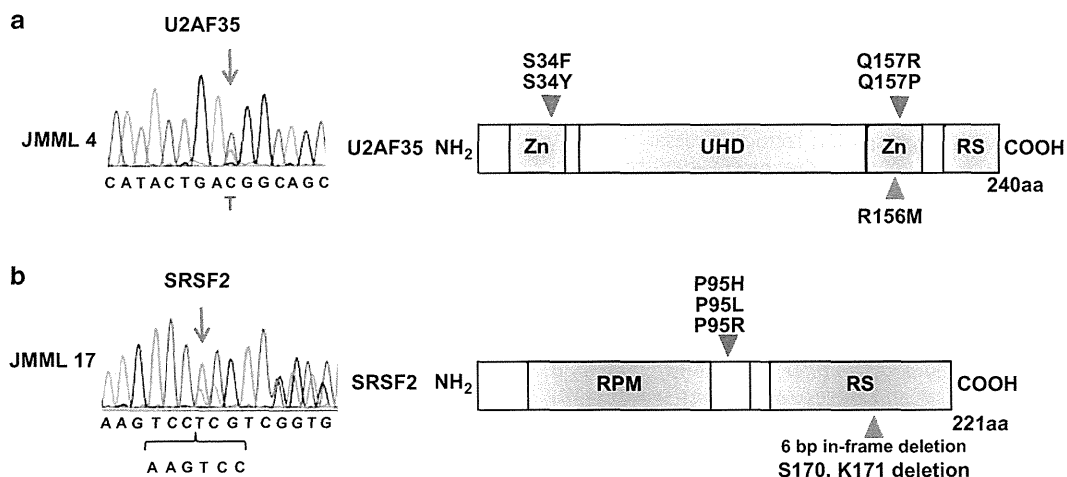 a
U2AF35
JMML 4
CATACTGACGGCAGC
T
S34F
S34Y
Q157R
Q157P
U2AF35 NH2 Zn UHD Zn RS COOH
240aa
R156M
b
SRSF2
JMML 17
AAGTCCTCGTCGGTG
AAGTCC
P95H
P95L
P95R
SRSF2 NH2 RPM RS COOH
221aa
6 bp in-frame deletion
S170, K171 deletion